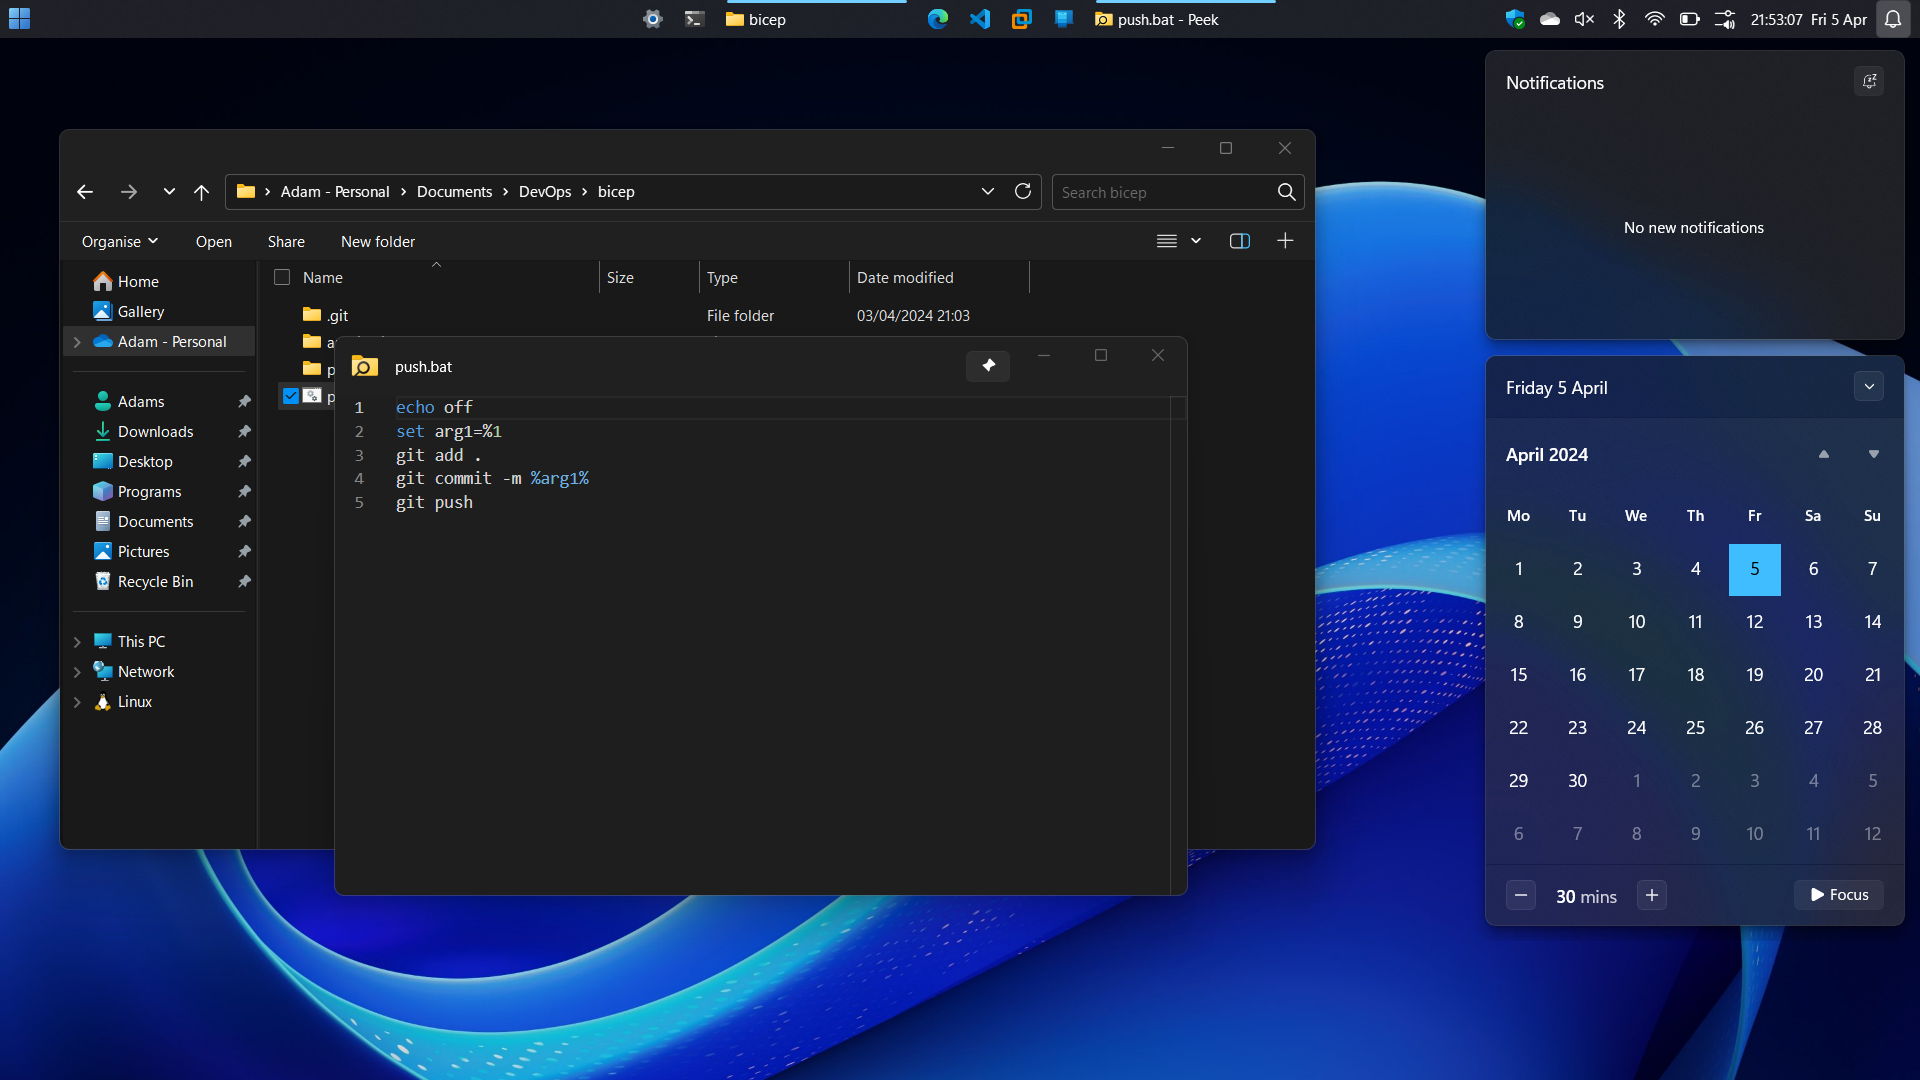 bicep
push.bat - Peek
21:53:07 Fri 5 Apr
Notifications
No new notifications
Adam - Personal
Documents
DevOps
bicep
Search bicep
Organise
Open
Share
New folder
Name
Size
Type
Date modified
Home
Gallery
Adam - Personal
Adams
Downloads
Desktop
Programs
Documents
Pictures
Recycle Bin
This PC
Network
Linux
.git
File folder
03/04/2024 21:03
push.bat
1 echo off
2 set arg1=%1
3 git add .
4 git commit -m %arg1%
5 git push
Friday 5 April
April 2024
Mo Tu We Th Fr Sa Su
1 2 3 4 5 6 7
8 9 10 11 12 13 14
15 16 17 18 19 20 21
22 23 24 25 26 27 28
29 30 1 2 3 4 5
6 7 8 9 10 11 12
30 mins
Focus